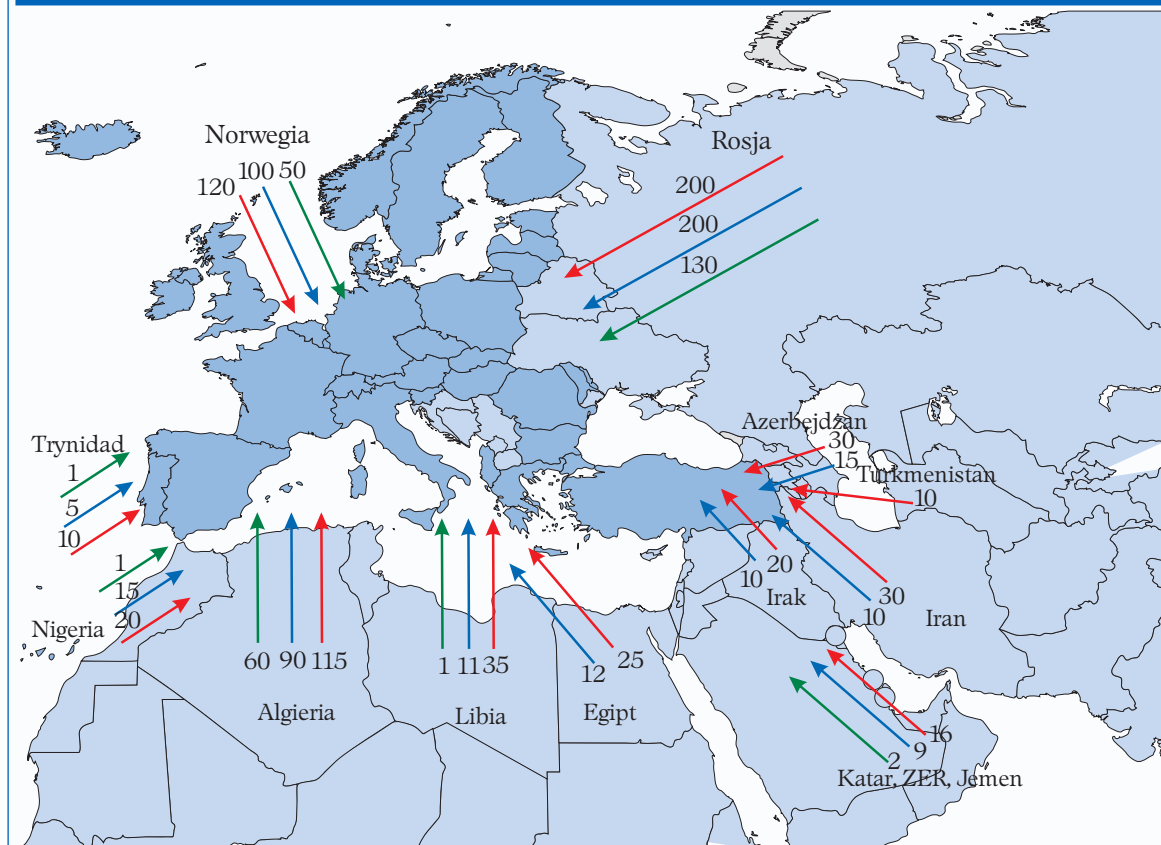 Norwegia
120 100 50
Rosja
200
200
130
Trynidad
1
5
10
1
15
20
Nigeria
60 90 115
Algieria
1 11 35
Libia
12
25
Egipt
Azerbejdżan
30
15
Turkmenistan
10
20
10
Irak
30
10
Iran
16
9
2
Katar, ZER, Jemen